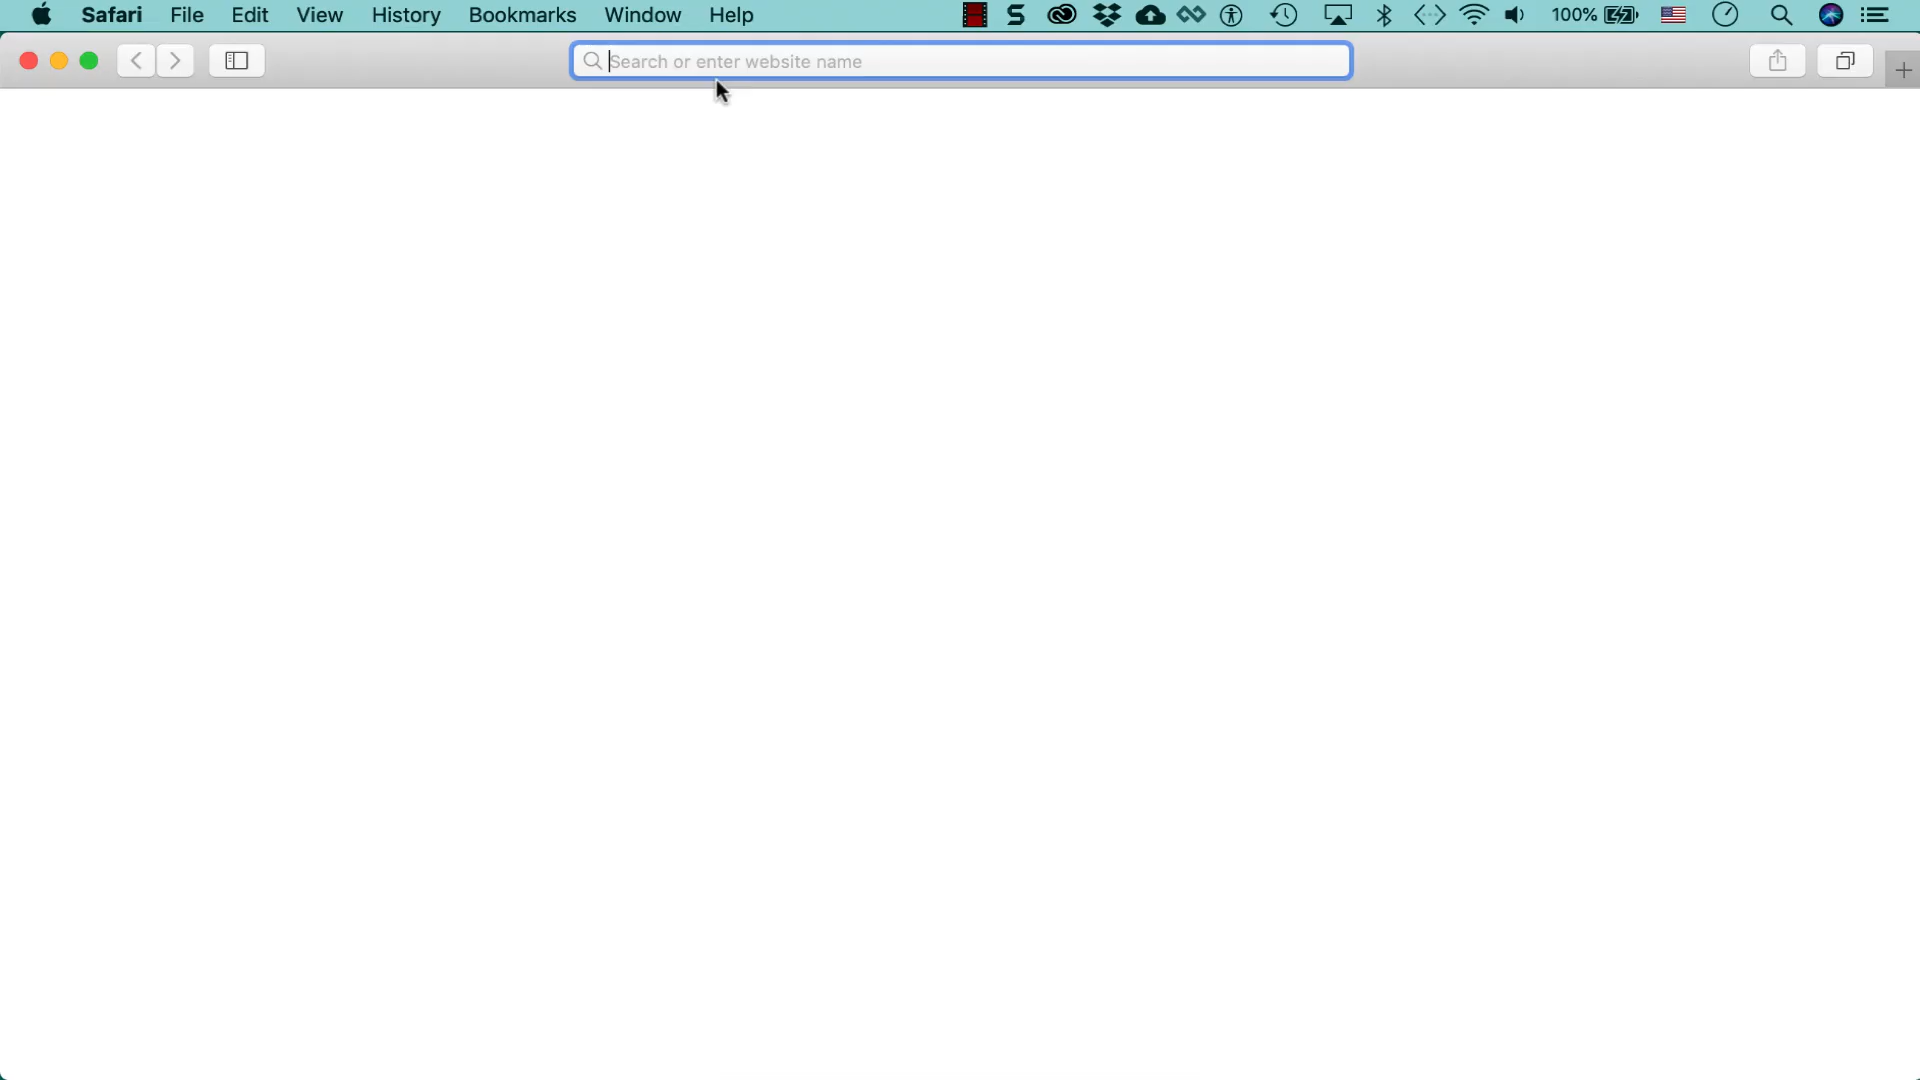 Safari File Edit View History Bookmarks Window Help 100%
Search or enter website name